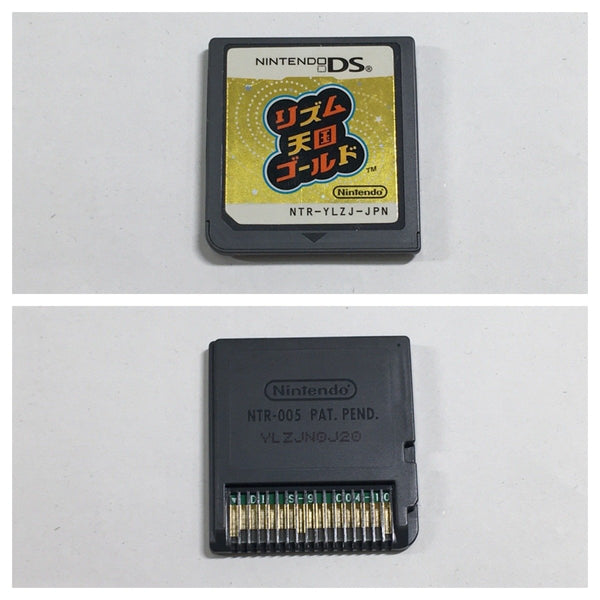 NINTENDO DS®
リズム
天国
ゴールド
TM
Nintendo
NTR-YLZJ-JPN
Nintendo®
NTR-005 PAT. PEND.
YLZJN0J20